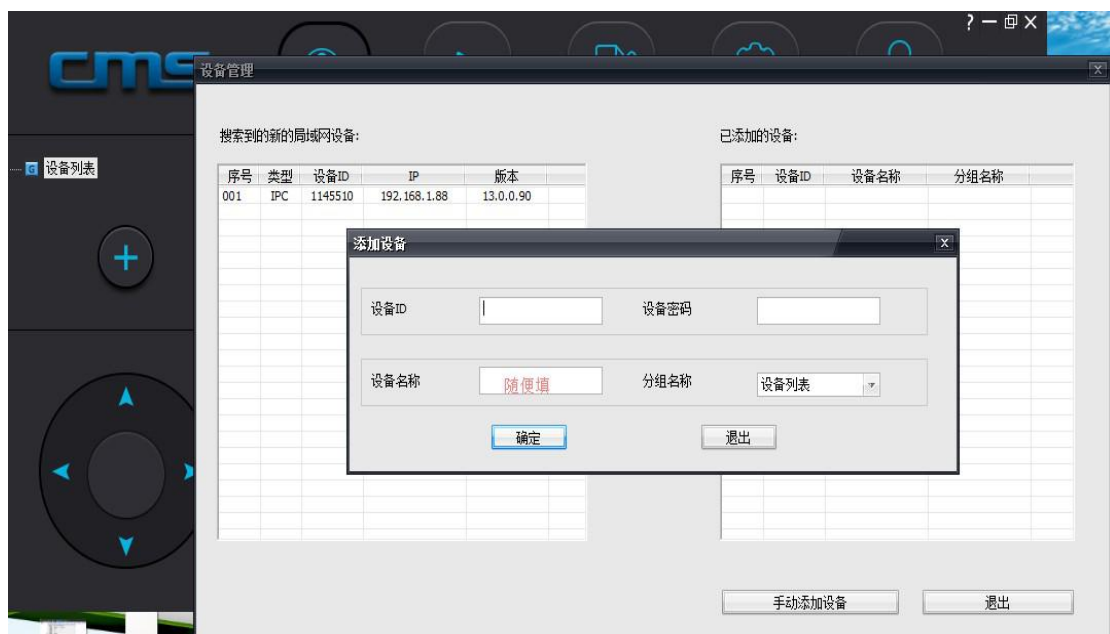 ? — X
cms
设备管理
X
搜索到的新的局域网设备:
已添加的设备:
设备列表
序号 类型 设备ID IP 版本
序号 设备ID 设备名称 分组名称
001 IPC 1145510 192.168.1.88 13.0.0.90
添加设备
X
设备ID
设备密码
设备名称 随便填
分组名称 设备列表
确定
退出
手动添加设备
退出